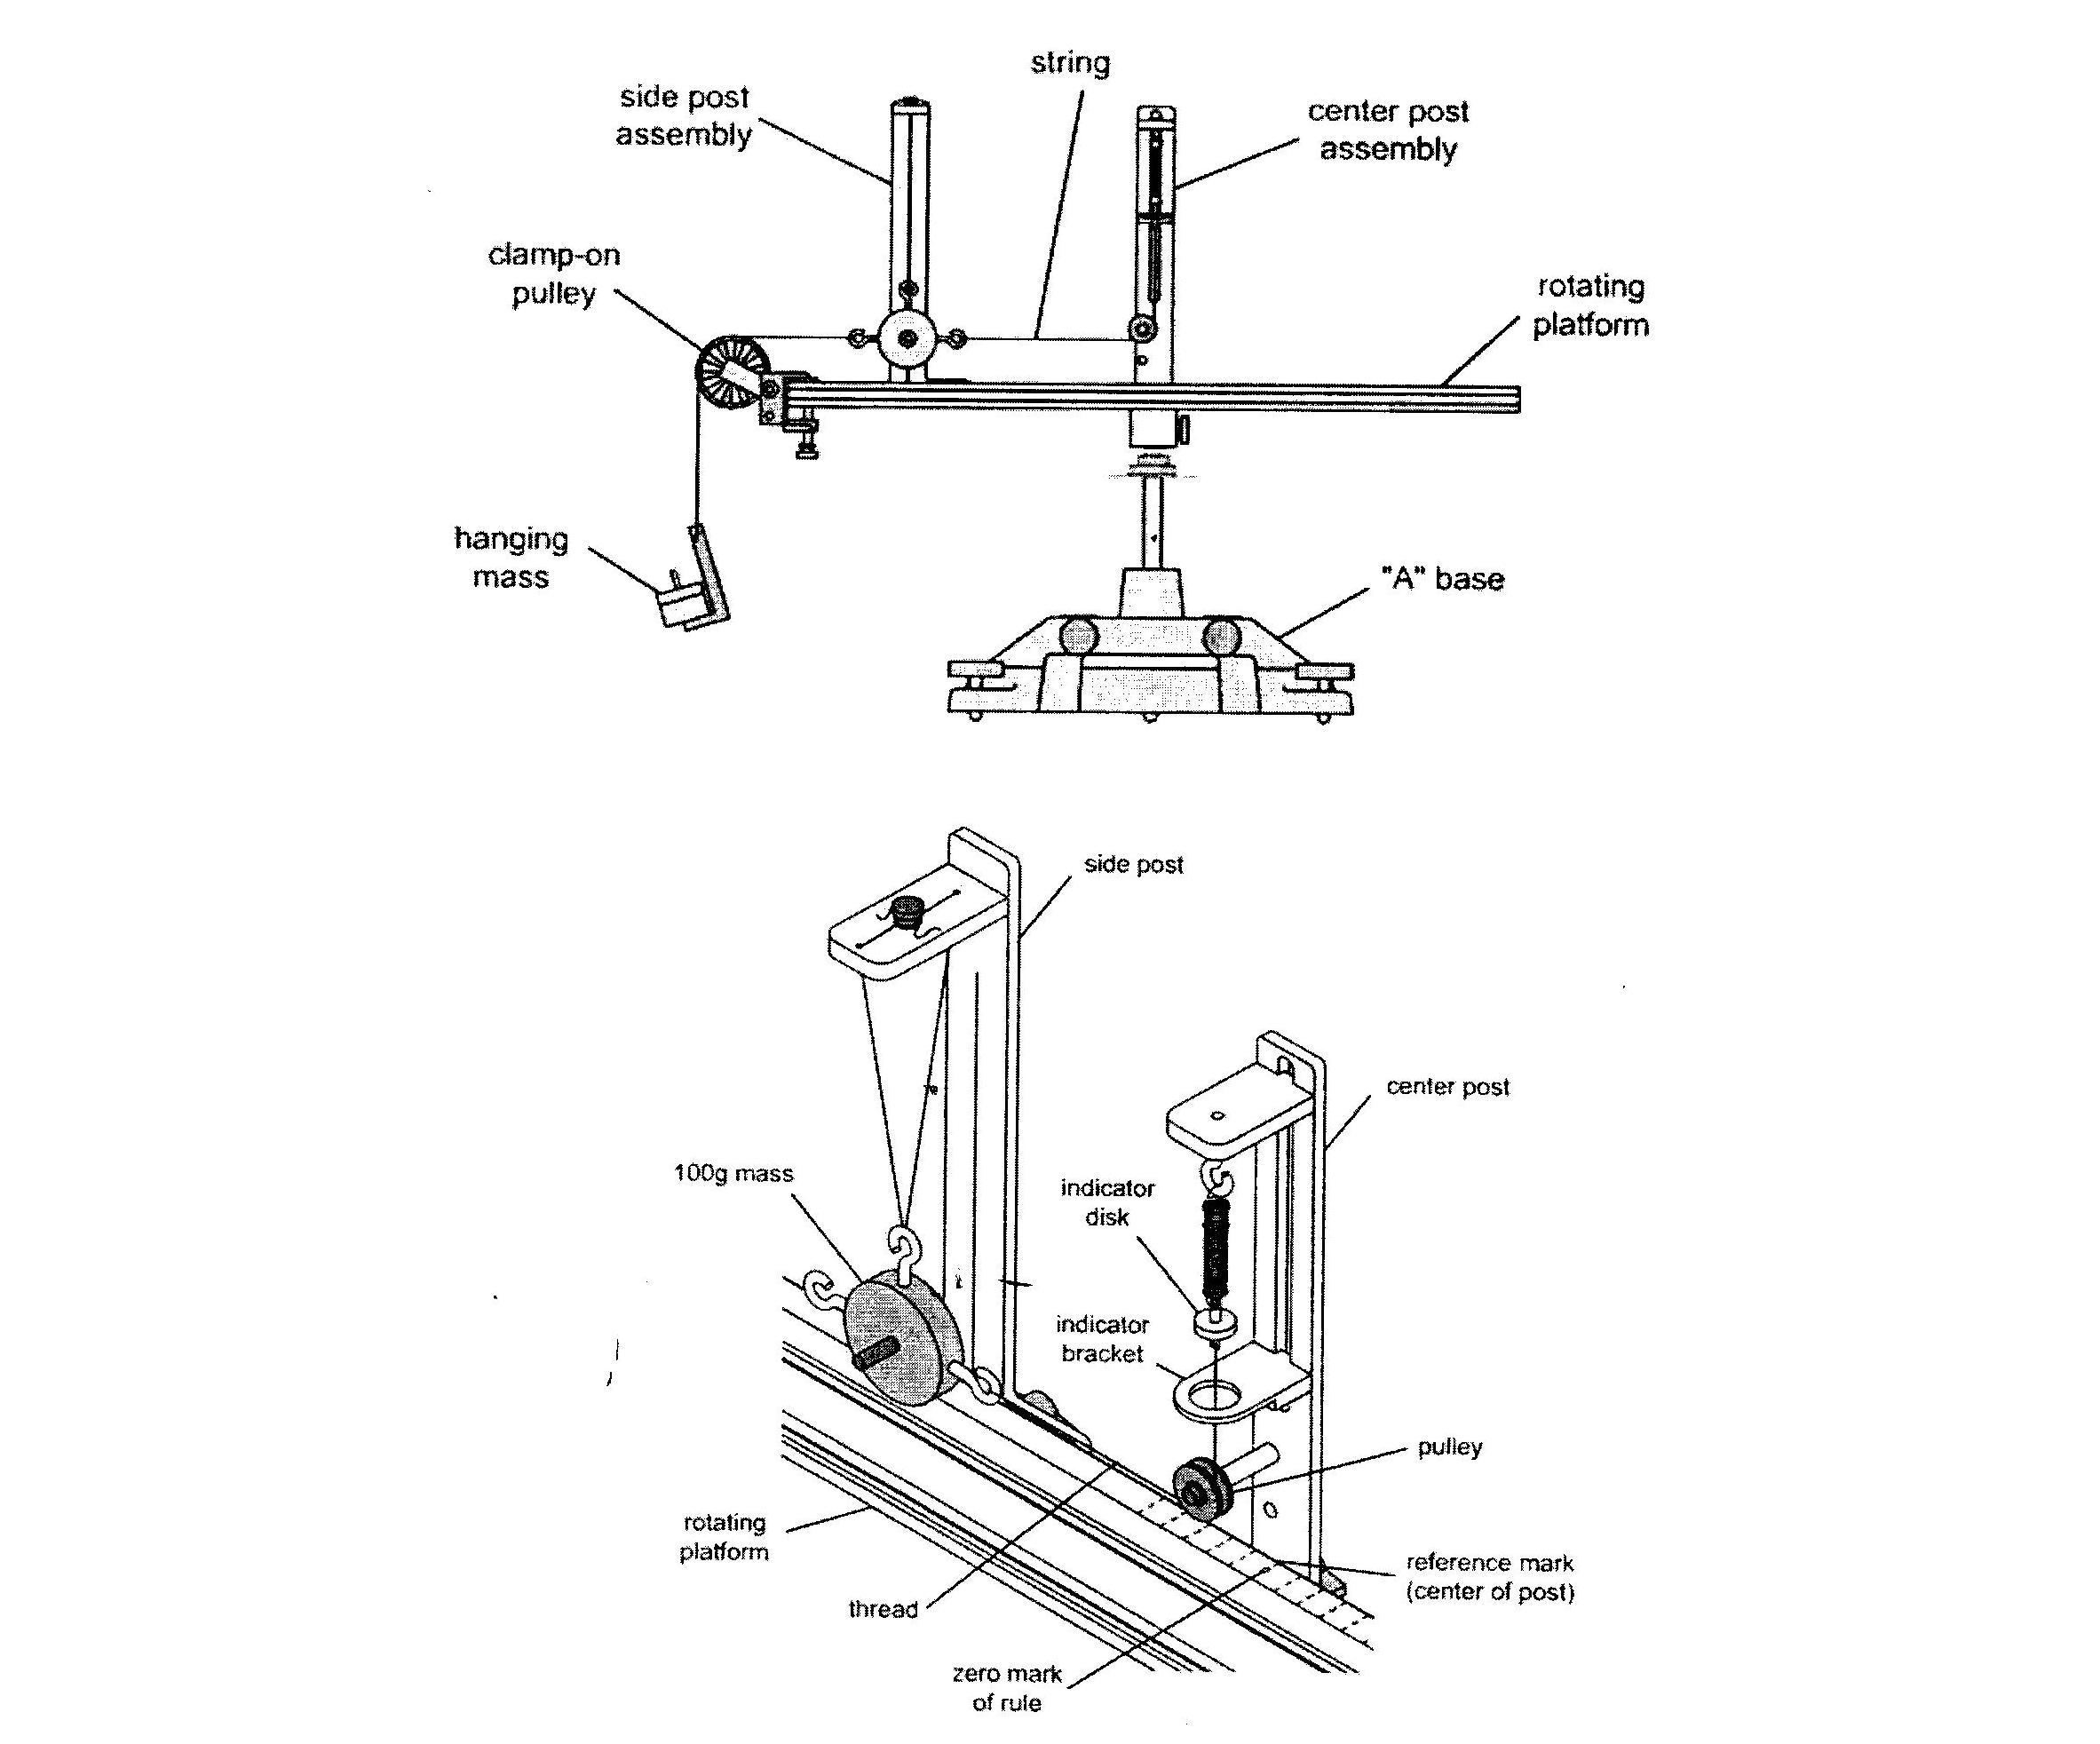 string
side post
assembly
center post
assembly
clamp-on
pulley
rotating
platform
hanging
mass
"A" base
side post
center post
100g mass
indicator
disk
indicator
bracket
pulley
rotating
platform
reference mark
(center of post)
thread
zero mark
of rule